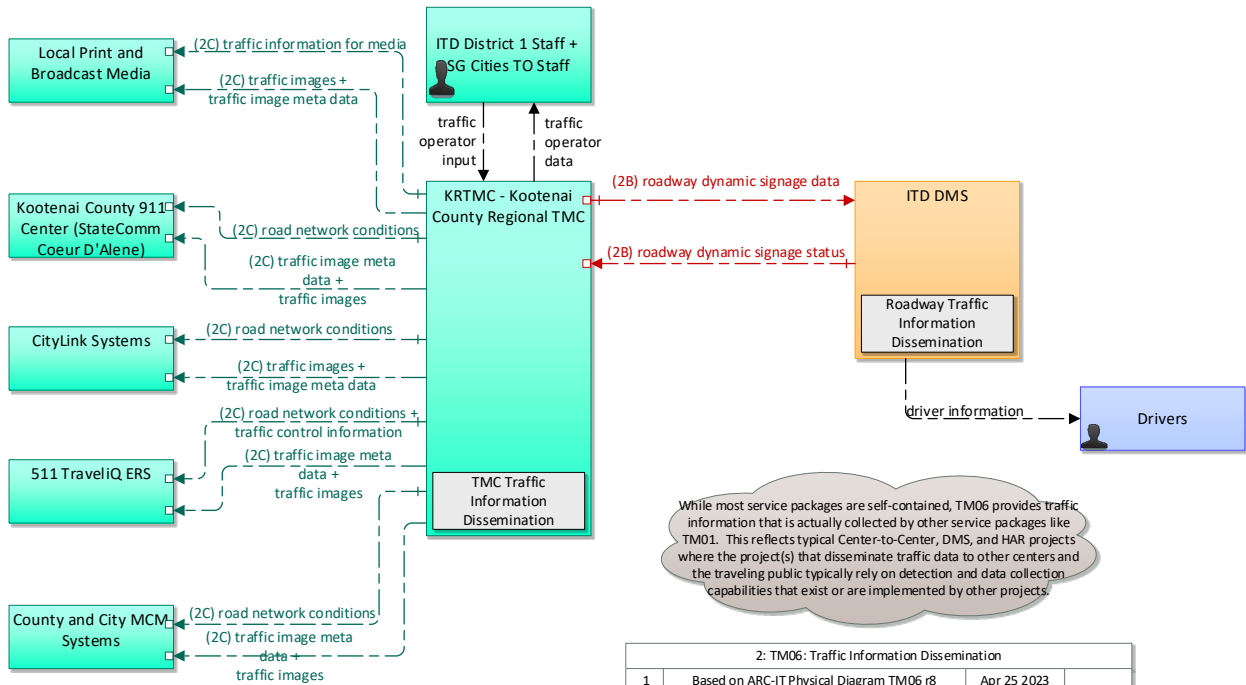 Local Print and
Broadcast Media
(2C) traffic information for media
(2C) traffic images +
traffic image meta data
ITD District 1 Staff +
SG Cities TO Staff
traffic
operator
input
traffic
operator
data
Kootenai County 911
Center (StateComm
Coeur D'Alene)
(2C) road network conditions
(2C) traffic image meta
data +
traffic images
KRTMC - Kootenai
County Regional TMC
(2B) roadway dynamic signage data
(2B) roadway dynamic signage status
ITD DMS
Roadway Traffic
Information
Dissemination
driver information
Drivers
CityLink Systems
(2C) road network conditions
(2C) traffic images +
traffic image meta data
511 TraveliQ ERS
(2C) road network conditions +
traffic control information
(2C) traffic image meta
data +
traffic images
TMC Traffic
Information
Dissemination
County and City MCM
Systems
(2C) road network conditions
(2C) traffic image meta
data +
traffic images
While most service packages are self-contained, TM06 provides traffic
information that is actually collected by other service packages like
TM01. This reflects typical Center-to-Center, DMS, and HAR projects
where the project(s) that disseminate traffic data to other centers and
the traveling public typically rely on detection and data collection
capabilities that exist or are implemented by other projects.
2: TM06: Traffic Information Dissemination
1 Based on ARC-IT Physical Diagram TM06 r8 Apr 25 2023